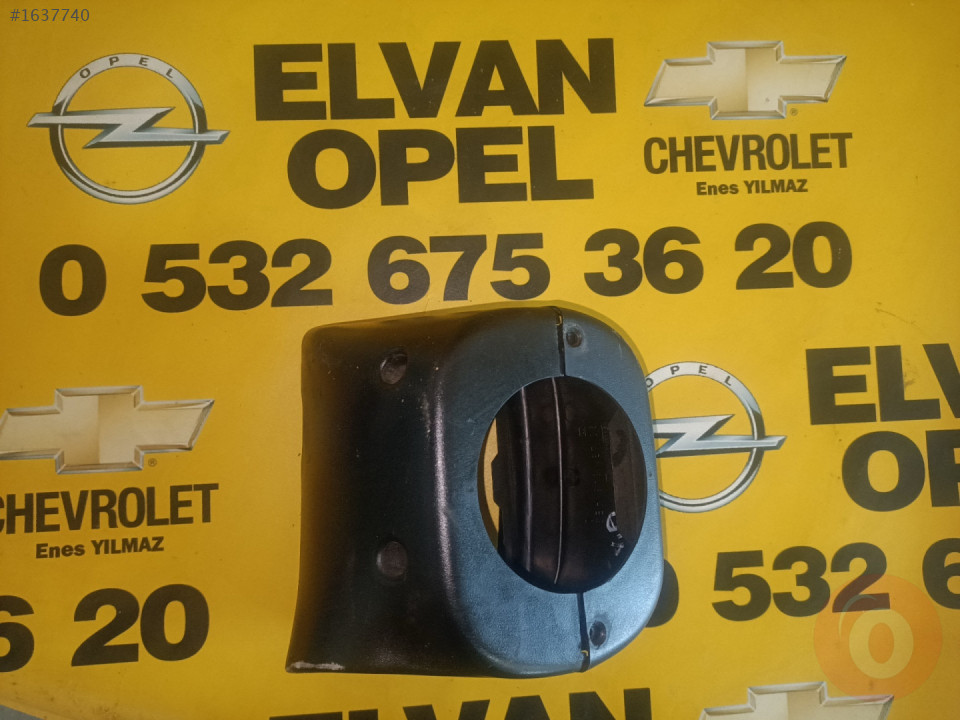 #1637740
OPEL
ELVAN
OPEL
CHEVROLET
Enes YILMAZ
0 532 675 36 20
OPEL
ELV
OP
CHEVROLET
Enes YILMAZ
532 6
6 20
ELVAN